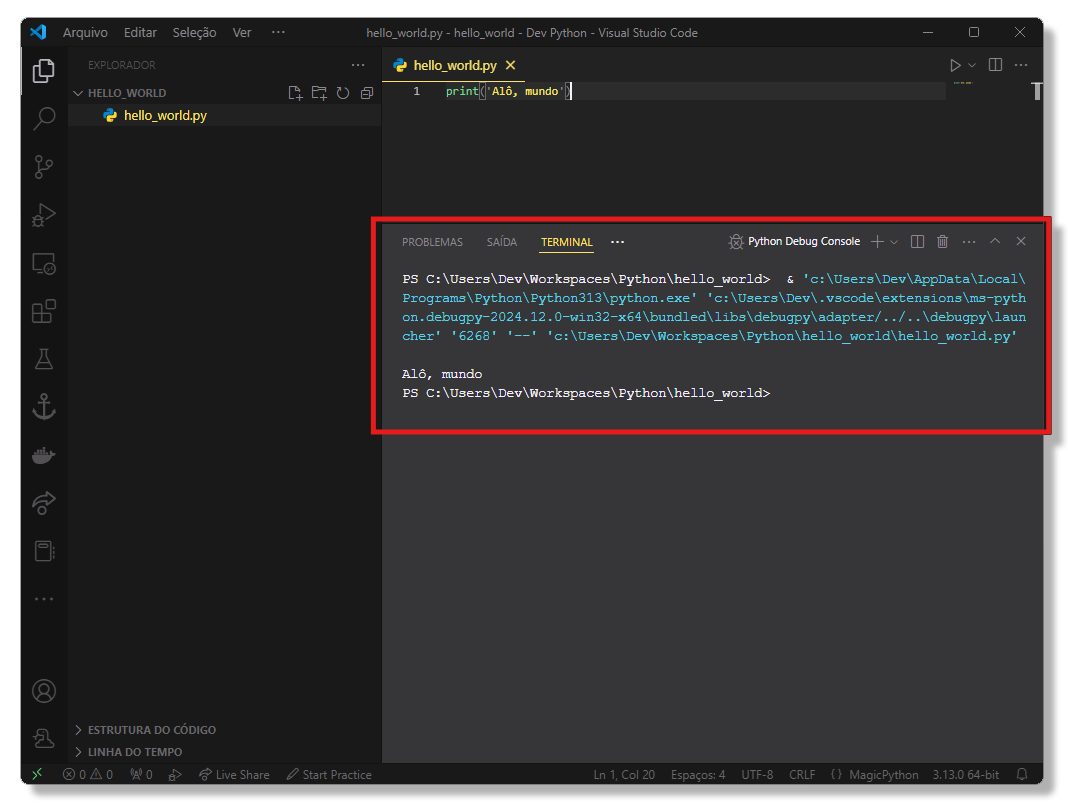 Arquivo Editar Seleção Ver ··· hello_world.py - hello_world - Dev Python - Visual Studio Code
EXPLORADOR ···
HELLO_WORLD
hello_world.py
hello_world.py
1 print('Alô, mundo')
PROBLEMAS SAÍDA TERMINAL ··· Python Debug Console
PS C:\Users\Dev\Workspaces\Python\hello_world>  & 'c:\Users\Dev\AppData\Local\
Programs\Python\Python313\python.exe' 'c:\Users\Dev\.vscode\extensions\ms-pyth
on.debugpy-2024.12.0-win32-x64\bundled\libs\debugpy\adapter/../..\debugpy\laun
cher' '6268' '--' 'c:\Users\Dev\Workspaces\Python\hello_world\hello_world.py'
Alô, mundo
PS C:\Users\Dev\Workspaces\Python\hello_world>
ESTRUTURA DO CÓDIGO
LINHA DO TEMPO
0 0 0 Live Share Start Practice Ln 1, Col 20 Espaços: 4 UTF-8 CRLF {} MagicPython 3.13.0 64-bit